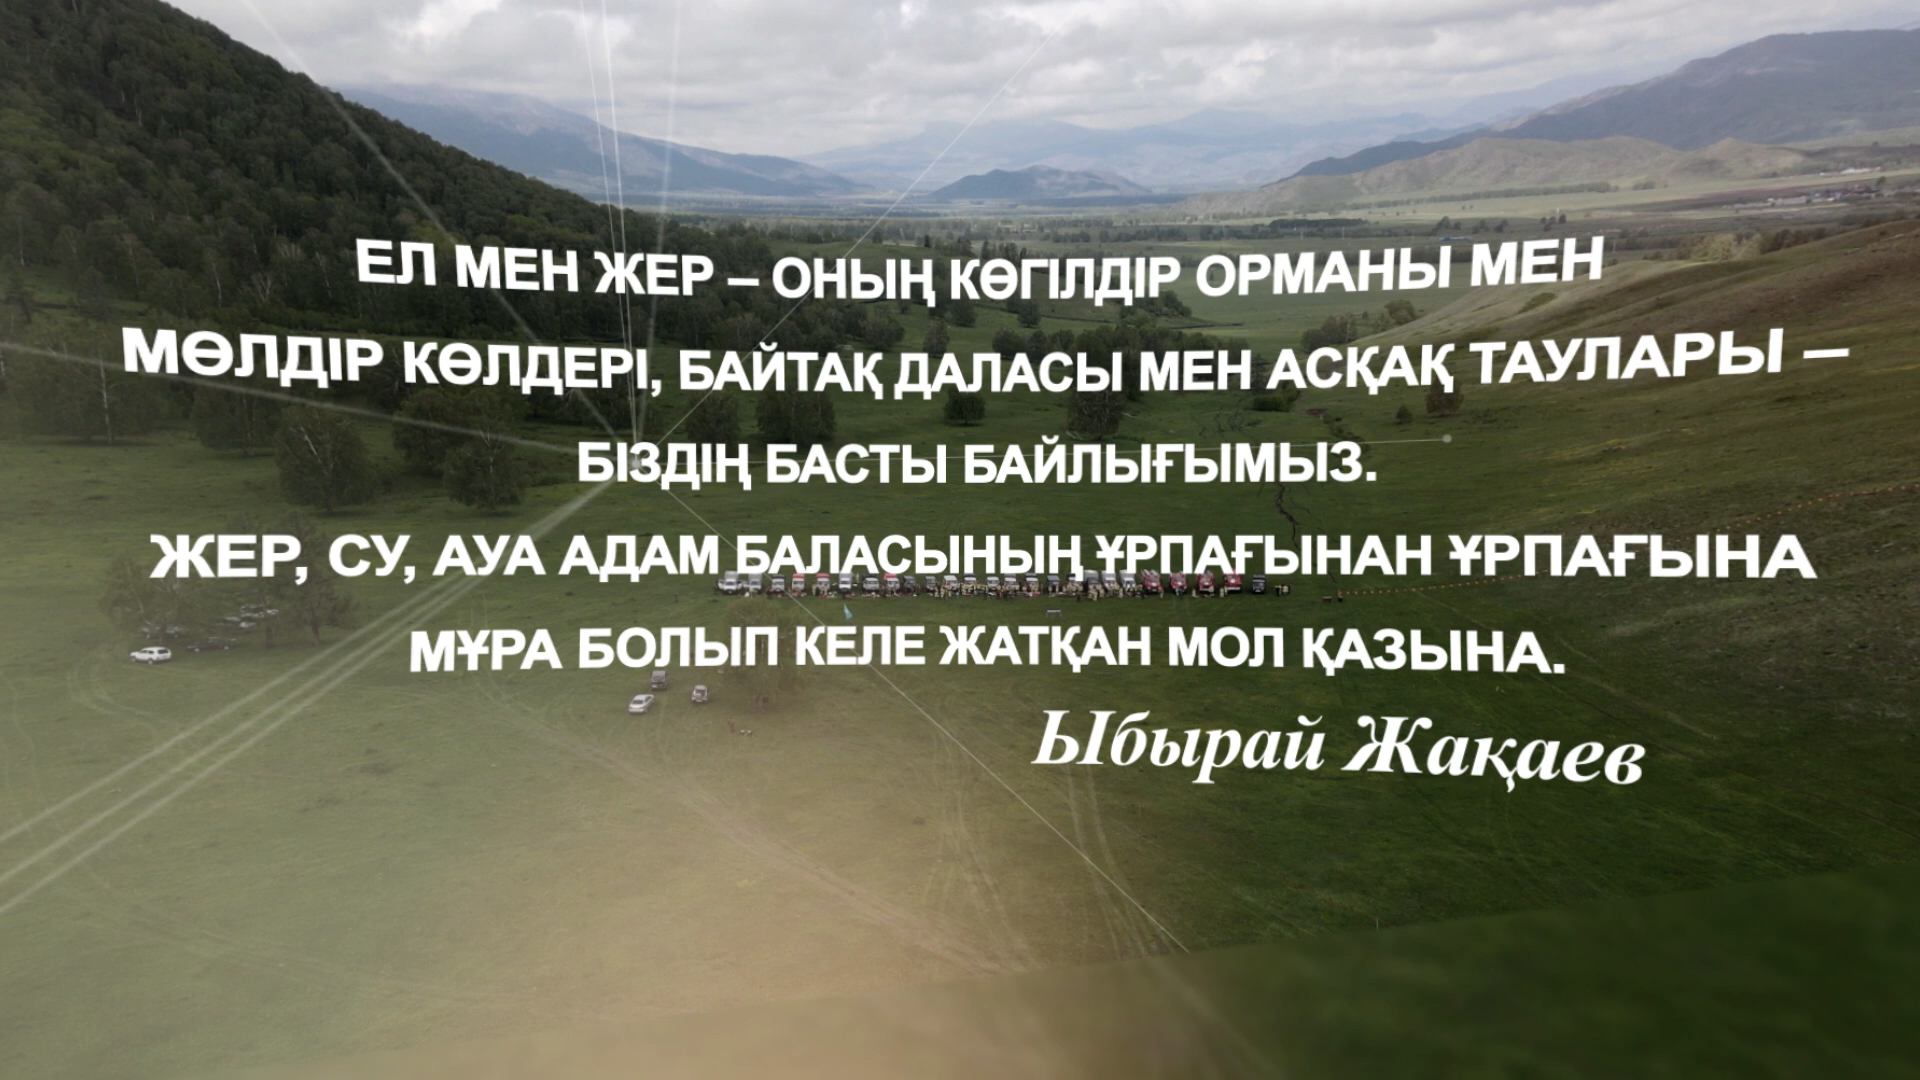 ЕЛ МЕН ЖЕР – ОНЫҢ КӨГІЛДІР ОРМАНЫ МЕН
МӨЛДІР КӨЛДЕРІ, БАЙТАҚ ДАЛАСЫ МЕН АСҚАҚ ТАУЛАРЫ –
БІЗДІҢ БАСТЫ БАЙЛЫҒЫМЫЗ.
ЖЕР, СУ, АУА АДАМ БАЛАСЫНЫҢ ҰРПАҒЫНАН ҰРПАҒЫНА
МҰРА БОЛЫП КЕЛЕ ЖАТҚАН МОЛ ҚАЗЫНА.
Ыбырай Жақаев